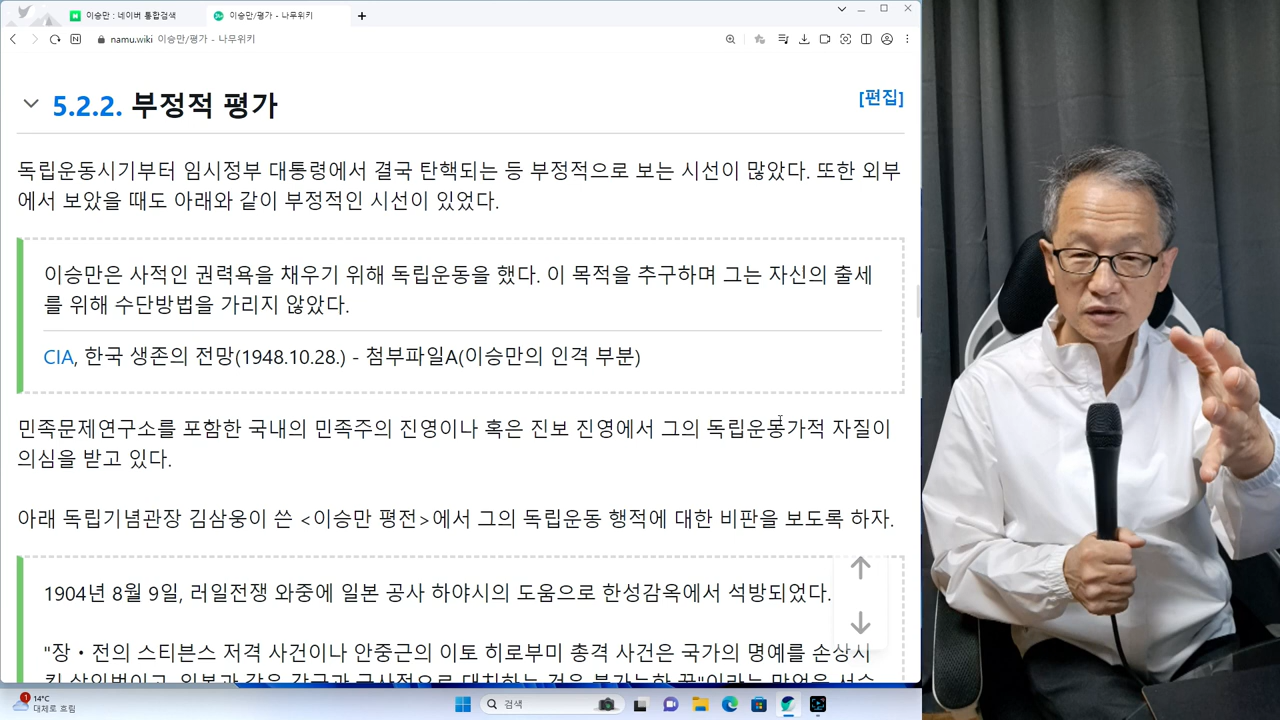 이승만 : 네이버 통합검색
이승만/평가 - 나무위키
namu.wiki 이승만/평가 - 나무위키
5.2.2. 부정적 평가
[편집]
독립운동시기부터 임시정부 대통령에서 결국 탄핵되는 등 부정적으로 보는 시선이 많았다. 또한 외부
에서 보았을 때도 아래와 같이 부정적인 시선이 있었다.
이승만은 사적인 권력욕을 채우기 위해 독립운동을 했다. 이 목적을 추구하며 그는 자신의 출세
를 위해 수단방법을 가리지 않았다.
CIA, 한국 생존의 전망(1948.10.28.) - 첨부파일A(이승만의 인격 부분)
민족문제연구소를 포함한 국내의 민족주의 진영이나 혹은 진보 진영에서 그의 독립운동가적 자질이
의심을 받고 있다.
아래 독립기념관장 김삼웅이 쓴 <이승만 평전>에서 그의 독립운동 행적에 대한 비판을 보도록 하자.
1904년 8월 9일, 러일전쟁 와중에 일본 공사 하야시의 도움으로 한성감옥에서 석방되었다.
"장·전의 스티븐스 저격 사건이나 안중근의 이토 히로부미 총격 사건은 국가의 명예를 손상시
1
14°C
대체로 흐림
검색